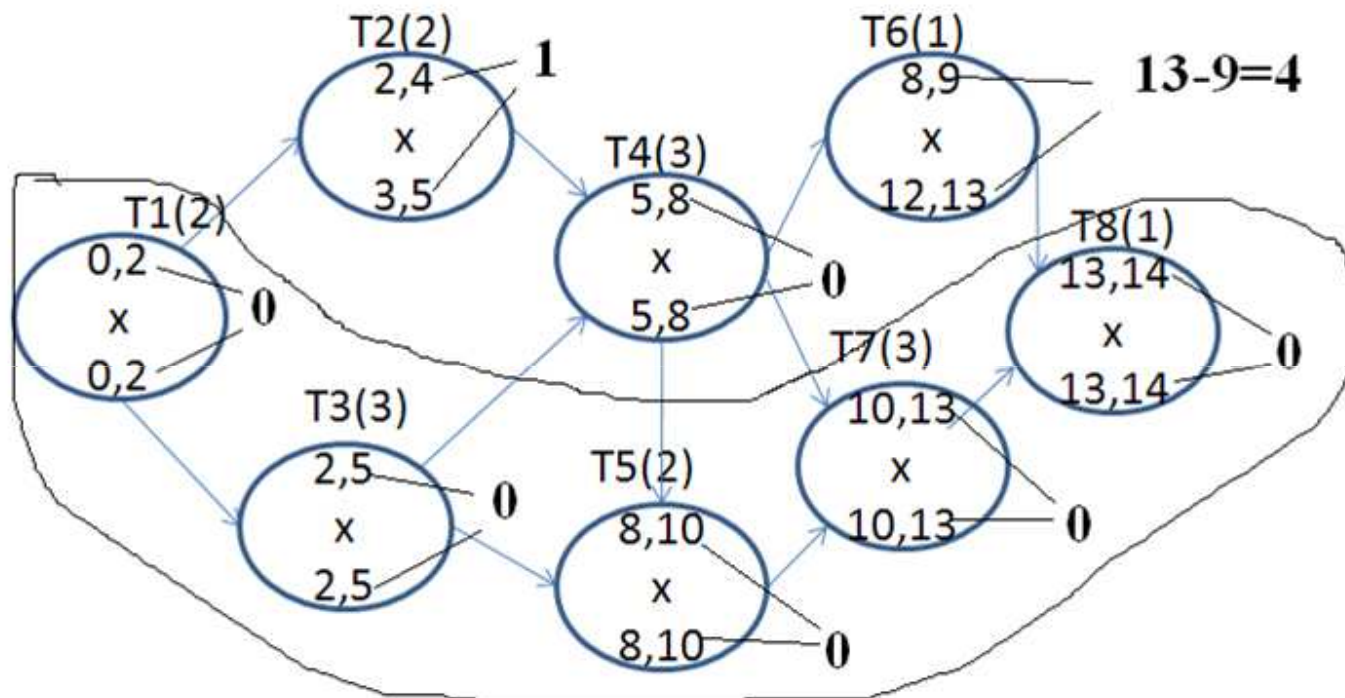 T2(2)
2,4
x
3,5
1
T6(1)
8,9
x
12,13
13-9=4
T4(3)
5,8
x
5,8
0
T1(2)
0,2
x
0,2
0
T8(1)
13,14
x
13,14
0
T3(3)
2,5
x
2,5
0
T7(3)
10,13
x
10,13
0
T5(2)
8,10
x
8,10
0